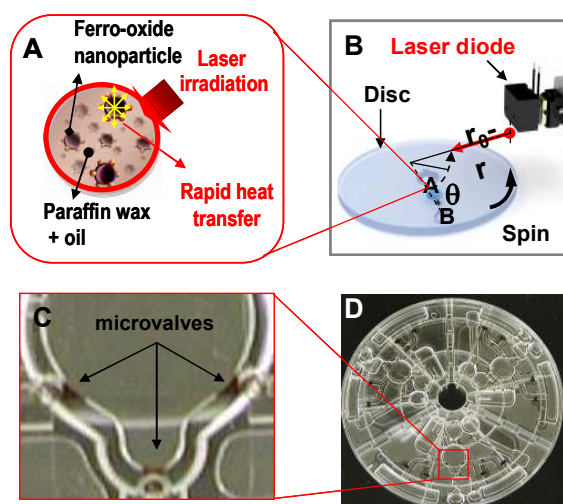 A
Ferro-oxide
nanoparticle
Laser
irradiation
Rapid heat
transfer
Paraffin wax
+ oil
B
Laser diode
Disc
r0-
r
A
θ
B
Spin
C
microvalves
D